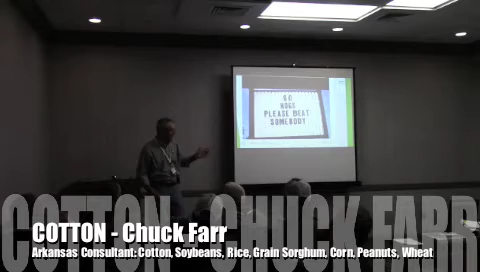 GO
HOGS
PLEASE BEAT
SOMEBODY
COTTON - CHUCK FARR
COTTON - Chuck Farr
Arkansas Consultant: Cotton, Soybeans, Rice, Grain Sorghum, Corn, Peanuts, Wheat